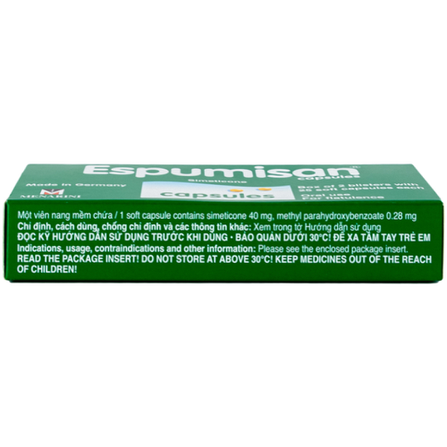 Espumisan
capsules
Simeticone
Made in Germany
capsules
Box of 2 blisters with
25 soft capsules each
Oral use
For flatulence
MENARINI
Một viên nang mềm chứa / 1 soft capsule contains simeticone 40 mg, methyl parahydroxybenzoate 0.28 mg
Chỉ định, cách dùng, chống chỉ định và các thông tin khác: Xem trong tờ Hướng dẫn sử dụng
ĐỌC KỸ HƯỚNG DẪN SỬ DỤNG TRƯỚC KHI DÙNG • BẢO QUẢN DƯỚI 30°C! ĐỂ XA TẦM TAY TRẺ EM
Indications, usage, contraindications and other information: Please see the enclosed package insert.
READ THE PACKAGE INSERT! DO NOT STORE AT ABOVE 30°C! KEEP MEDICINES OUT OF THE REACH
OF CHILDREN!